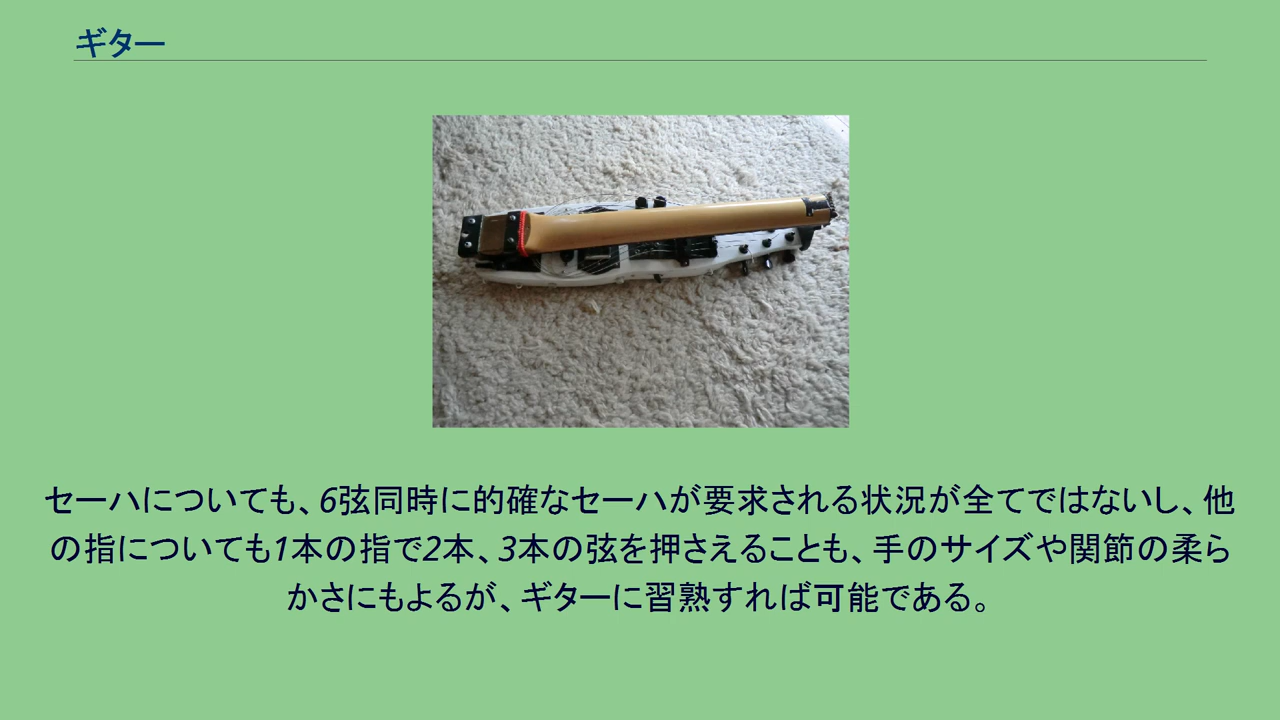 ギター
セーハについても、6弦同時に的確なセーハが要求される状況が全てではないし、他
の指についても1本の指で2本、3本の弦を押さえることも、手のサイズや関節の柔ら
かさにもよるが、ギターに習熟すれば可能である。